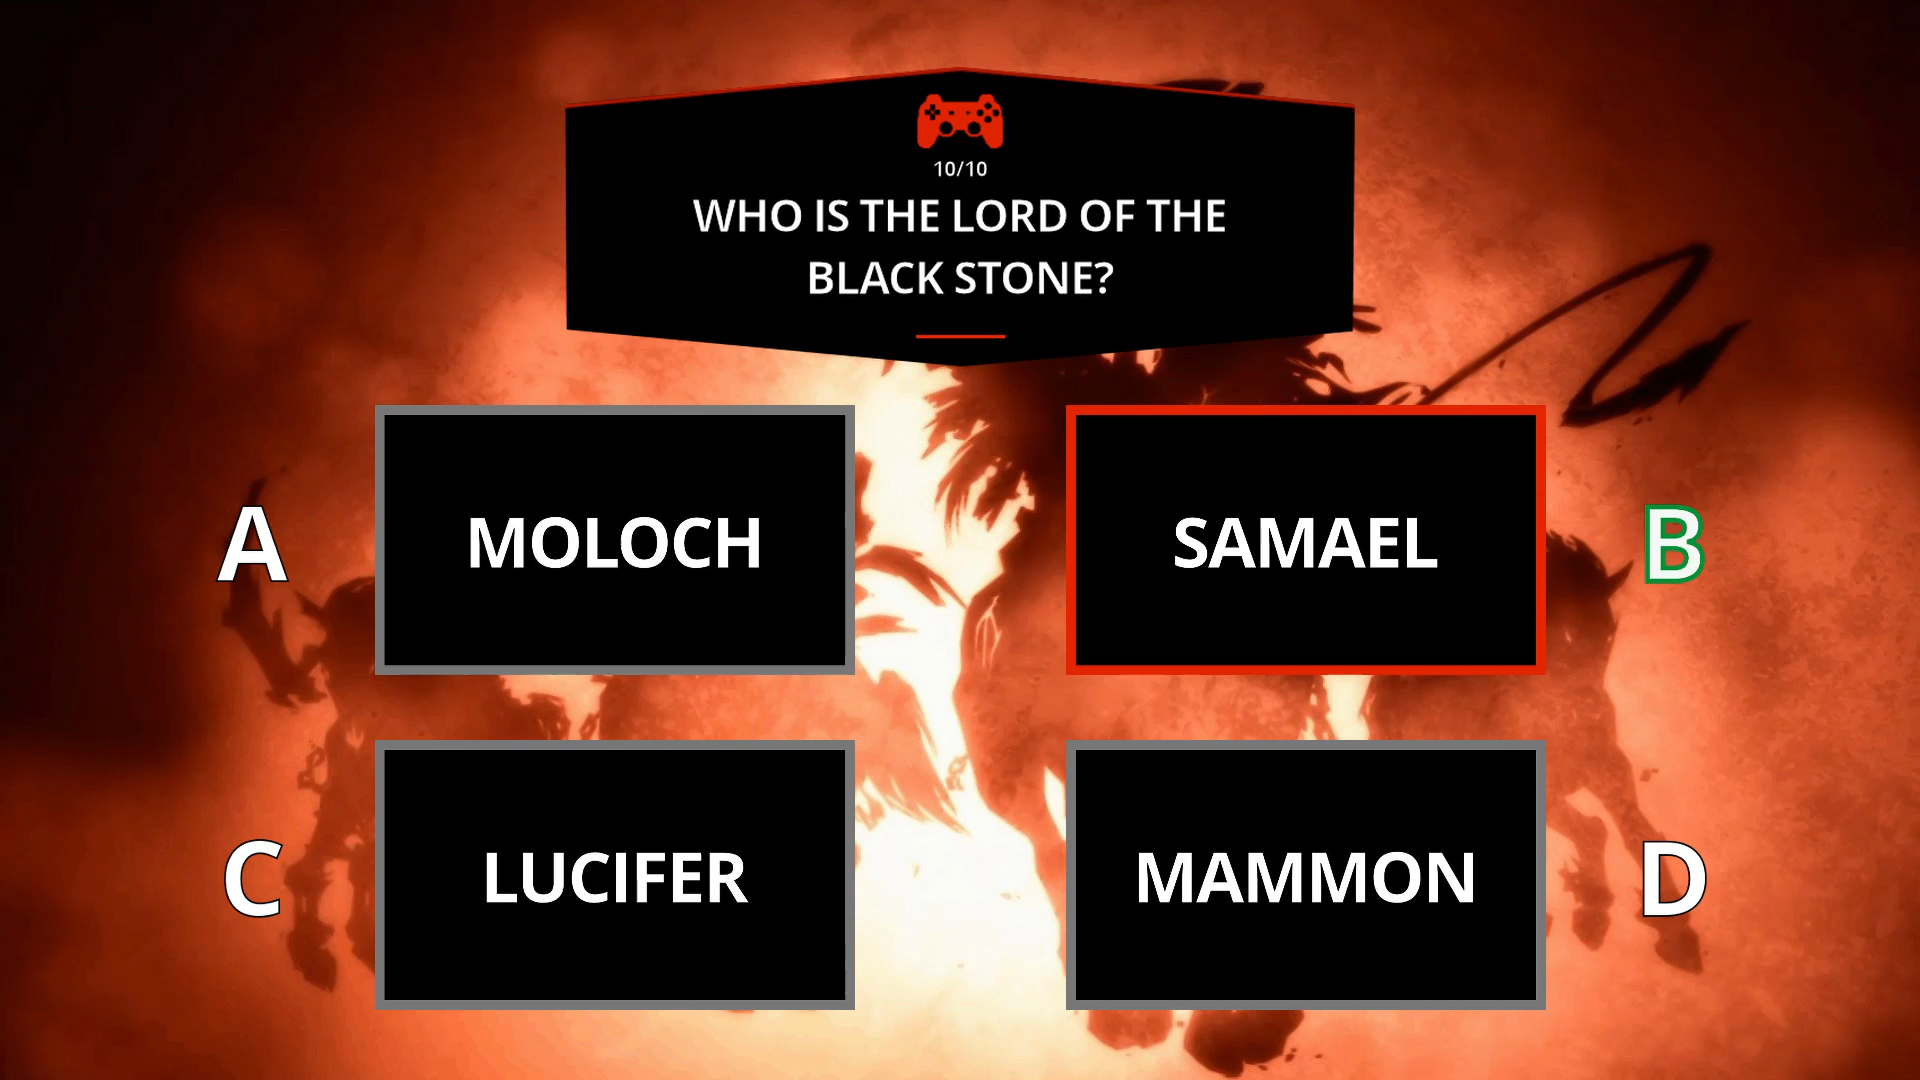 10/10
WHO IS THE LORD OF THE
BLACK STONE?
A
MOLOCH
SAMAEL
B
C
LUCIFER
MAMMON
D